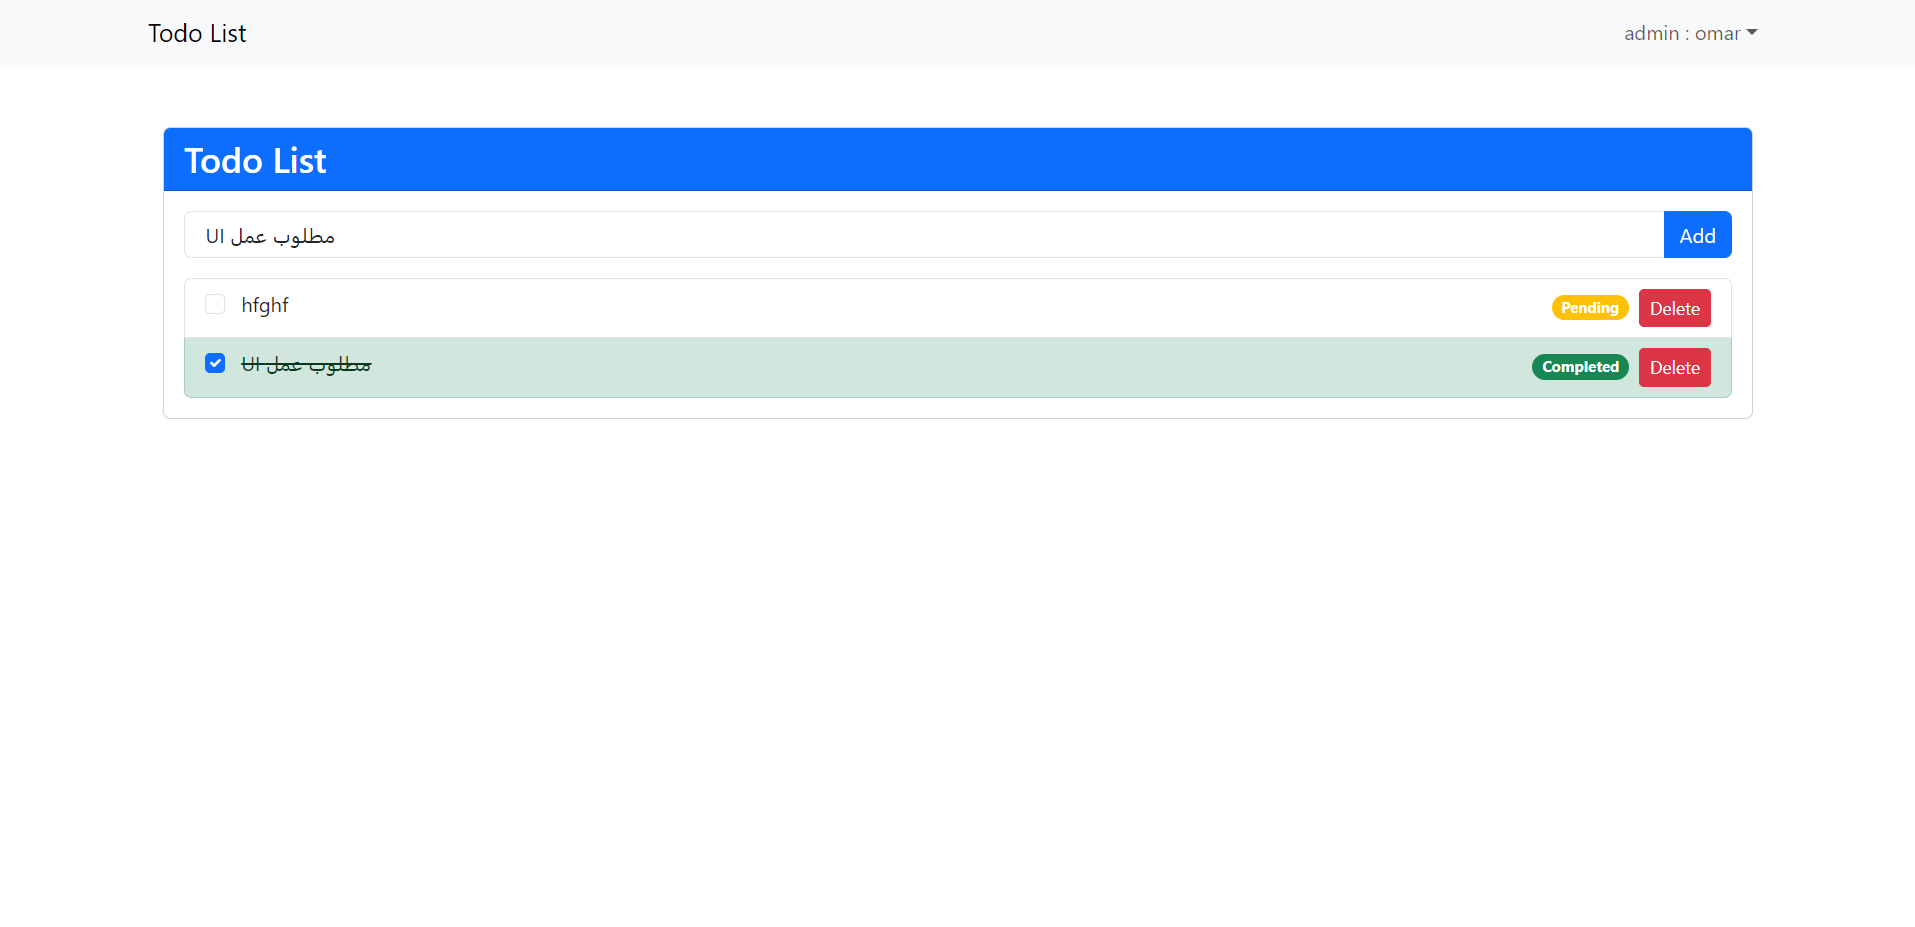 Todo List
admin : omar
Todo List
مطلوب عمل UI
Add
hfghf
Pending
Delete
مطلوب عمل UI
Completed
Delete